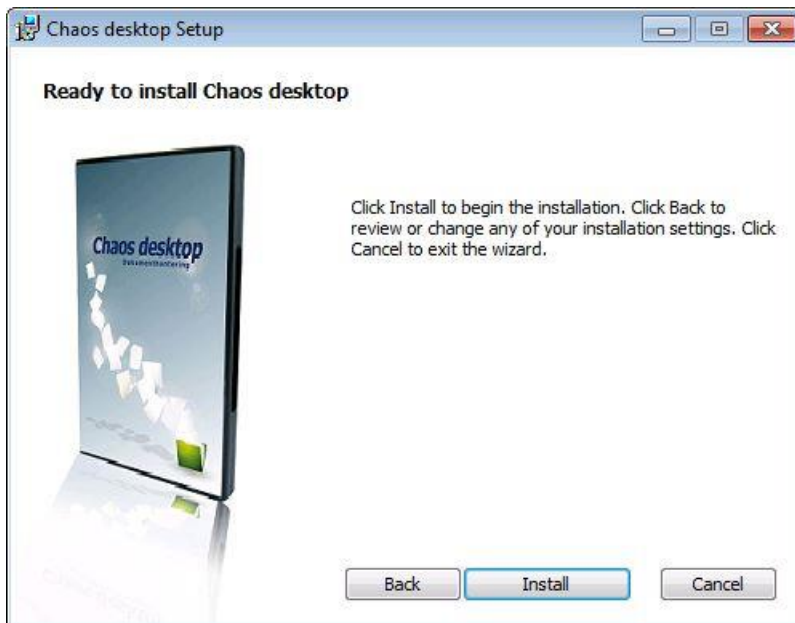 Chaos desktop Setup
Ready to install Chaos desktop
Chaos desktop
Dokumenthantering
Click Install to begin the installation. Click Back to
review or change any of your installation settings. Click
Cancel to exit the wizard.
Back
Install
Cancel